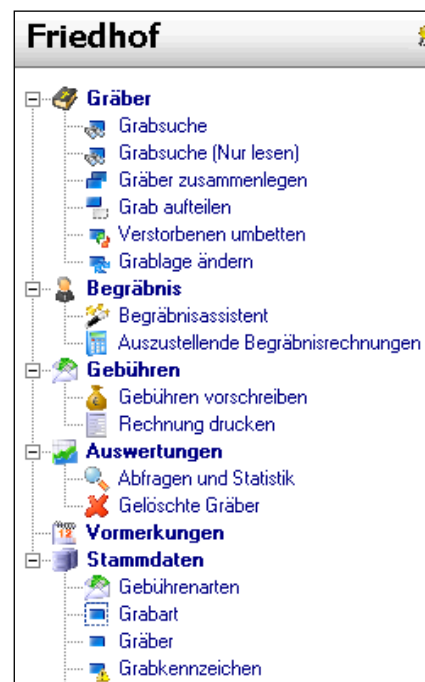 Friedhof
Gräber
Grabsuche
Grabsuche (Nur lesen)
Gräber zusammenlegen
Grab aufteilen
Verstorbenen umbetten
Grablage ändern
Begräbnis
Begräbnisassistent
Auszustellende Begräbnisrechnungen
Gebühren
Gebühren vorschreiben
Rechnung drucken
Auswertungen
Abfragen und Statistik
Gelöschte Gräber
Vormerkungen
Stammdaten
Gebührenarten
Grabart
Gräber
Grabkennzeichen